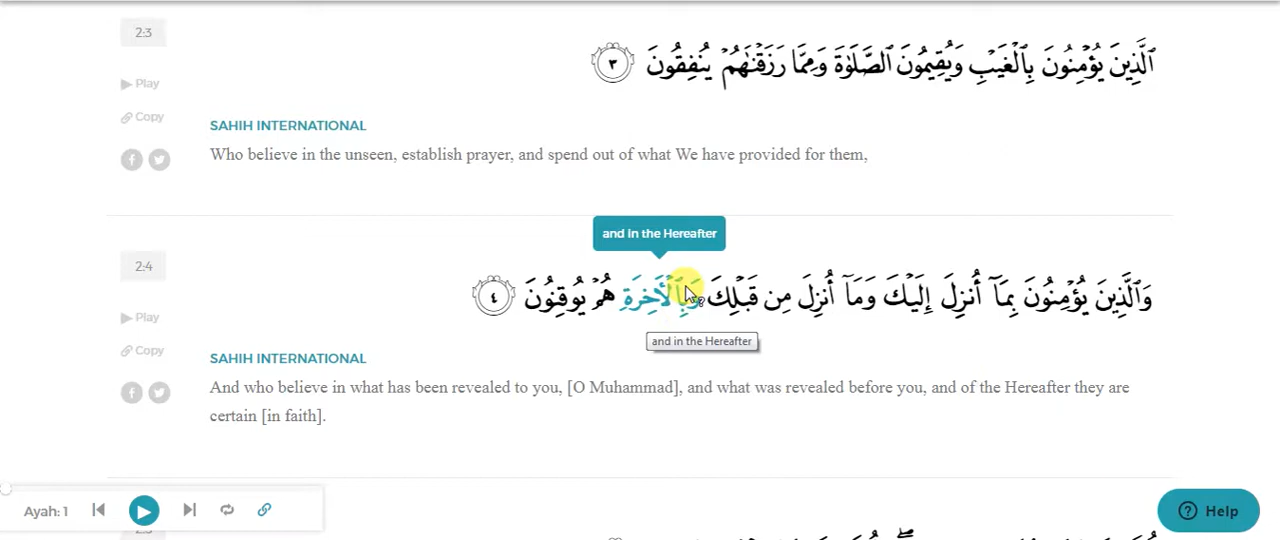 2:3
ٱلَّذِينَ يُؤْمِنُونَ بِٱلْغَيْبِ وَيُقِيمُونَ ٱلصَّلَوٰةَ وَمِمَّا رَزَقْنَـٰهُمْ يُنفِقُونَ ٣
Play
Copy
SAHIH INTERNATIONAL
Who believe in the unseen, establish prayer, and spend out of what We have provided for them,
and in the Hereafter
2:4
وَٱلَّذِينَ يُؤْمِنُونَ بِمَآ أُنزِلَ إِلَيْكَ وَمَآ أُنزِلَ مِن قَبْلِكَ وَبِٱلْـَٔاخِرَةِ هُمْ يُوقِنُونَ ٤
and in the Hereafter
Play
Copy
SAHIH INTERNATIONAL
And who believe in what has been revealed to you, [O Muhammad], and what was revealed before you, and of the Hereafter they are
certain [in faith].
Ayah: 1
Help